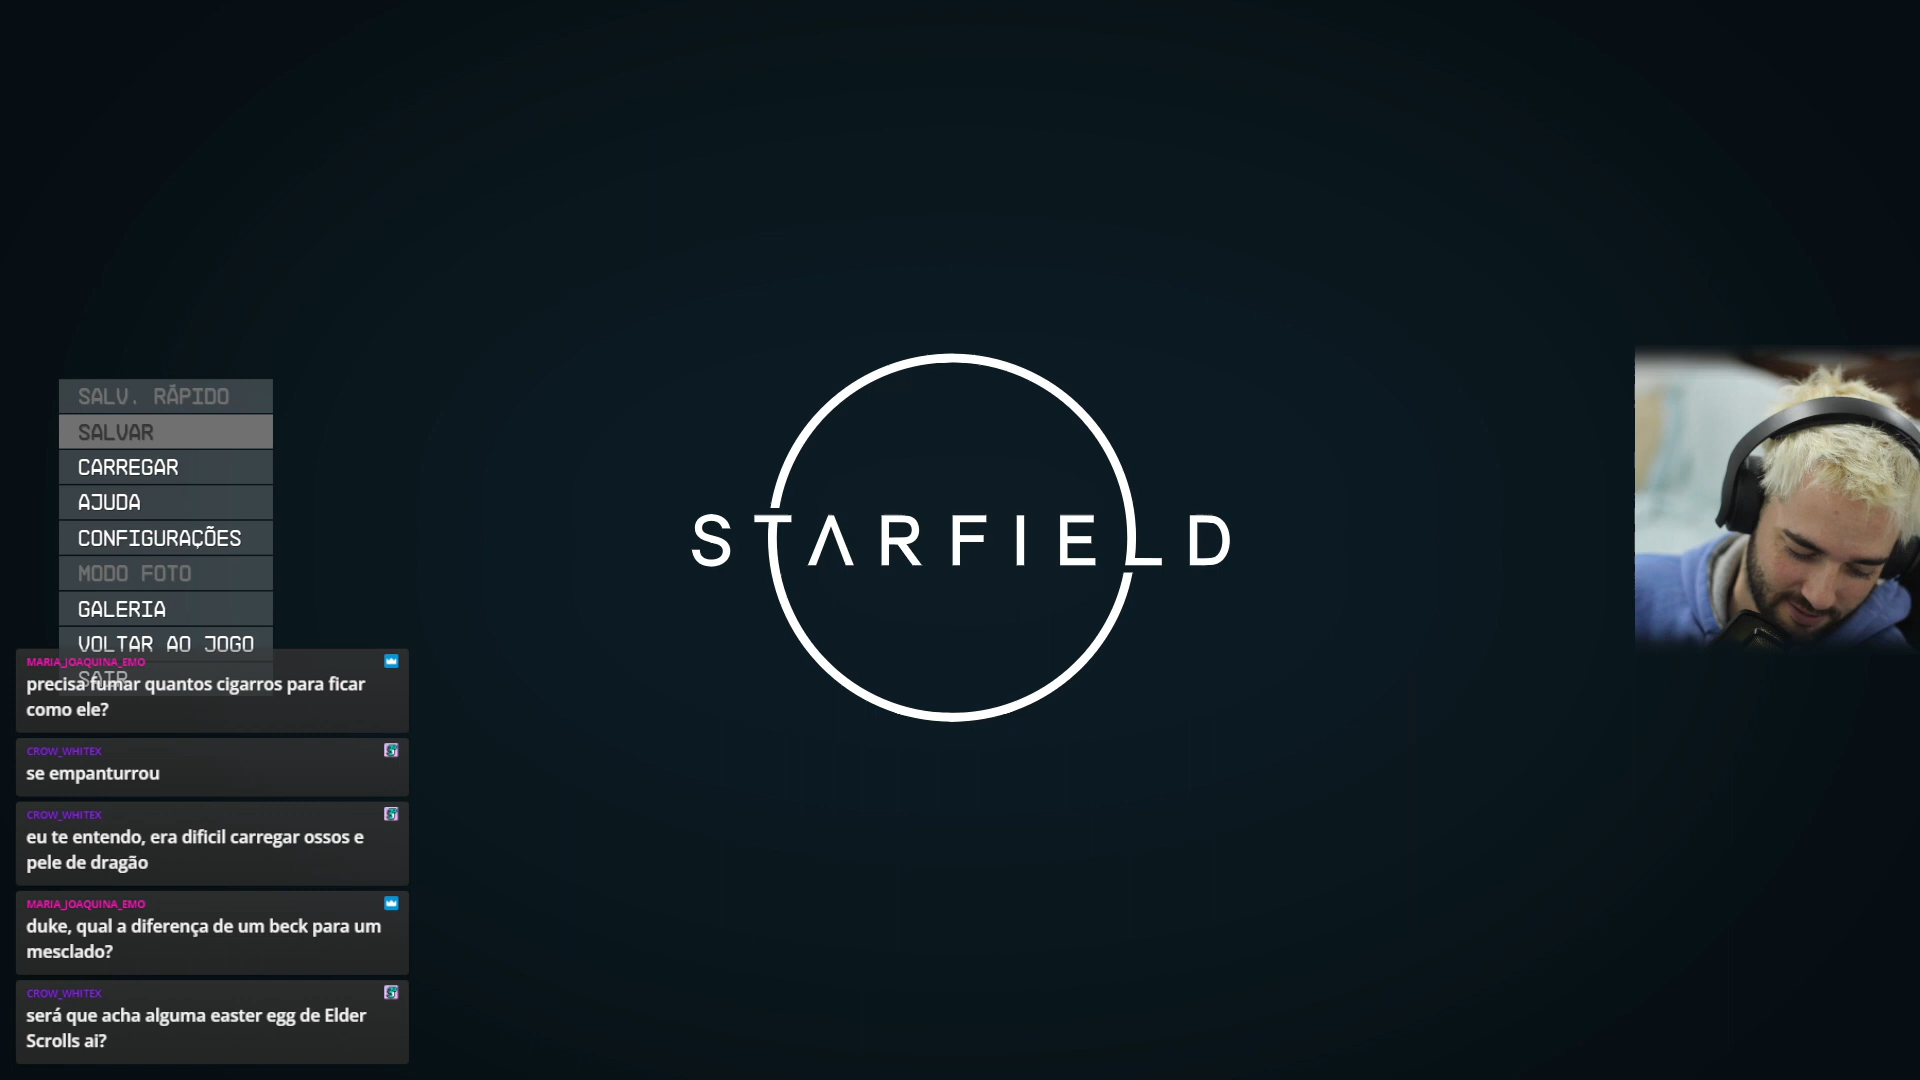 SALV. RÁPIDO
SALVAR
CARREGAR
AJUDA
CONFIGURAÇÕES
MODO FOTO
GALERIA
VOLTAR AO JOGO
SAIR
STARFIELD
MARIA_JOAQUINA_EMO
precisa fumar quantos cigarros para ficar
como ele?
CROW_WHITEX
se empanturrou
CROW_WHITEX
eu te entendo, era dificil carregar ossos e
pele de dragão
MARIA_JOAQUINA_EMO
duke, qual a diferença de um beck para um
mesclado?
CROW_WHITEX
será que acha alguma easter egg de Elder
Scrolls ai?